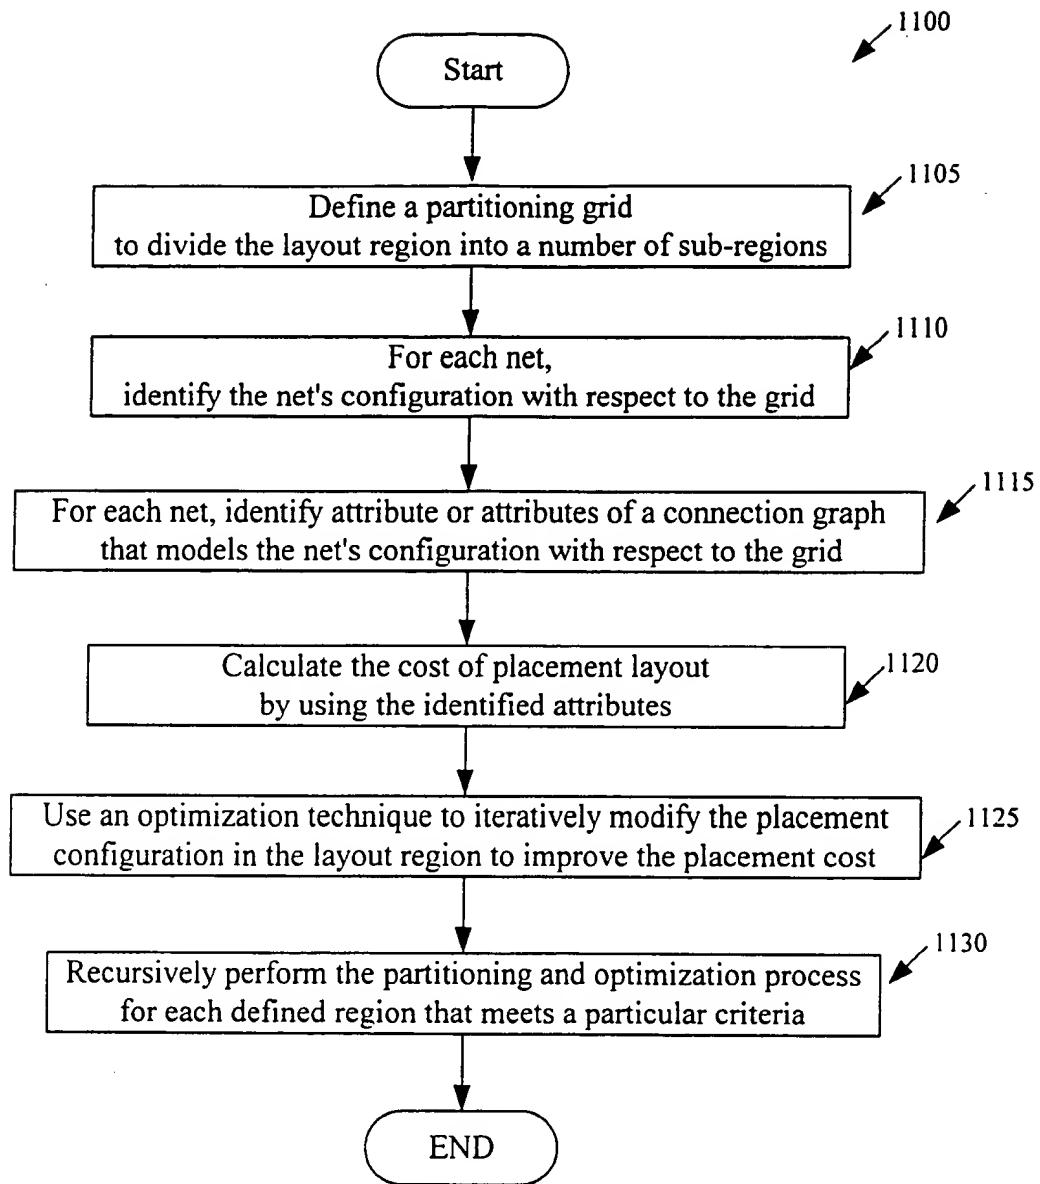 1100
Start
1105
Define a partitioning grid
to divide the layout region into a number of sub-regions
1110
For each net,
identify the net's configuration with respect to the grid
1115
For each net, identify attribute or attributes of a connection graph
that models the net's configuration with respect to the grid
1120
Calculate the cost of placement layout
by using the identified attributes
1125
Use an optimization technique to iteratively modify the placement
configuration in the layout region to improve the placement cost
1130
Recursively perform the partitioning and optimization process
for each defined region that meets a particular criteria
END